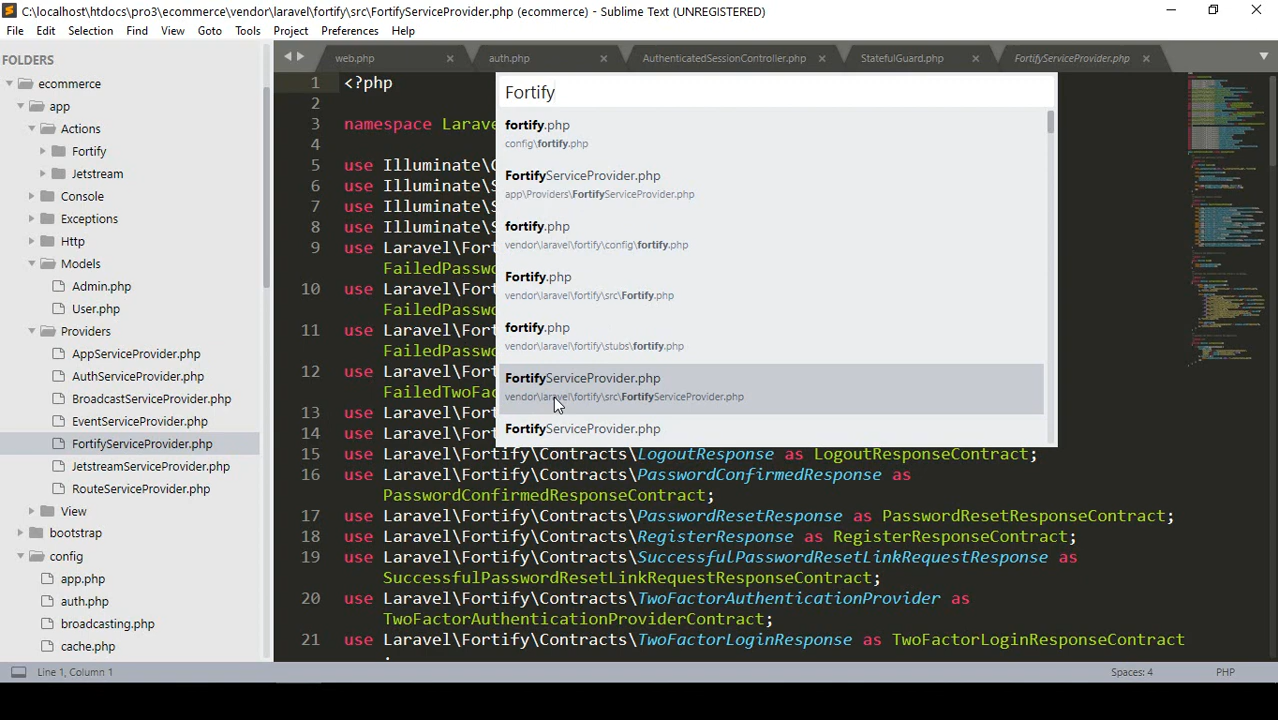 C:\localhost\htdocs\pro3\ecommerce\vendor\laravel\fortify\src\FortifyServiceProvider.php (ecommerce) - Sublime Text (UNREGISTERED)
File Edit Selection Find View Goto Tools Project Preferences Help
FOLDERS
ecommerce
app
Actions
Fortify
Jetstream
Console
Exceptions
Http
Models
Admin.php
User.php
Providers
AppServiceProvider.php
AuthServiceProvider.php
BroadcastServiceProvider.php
EventServiceProvider.php
FortifyServiceProvider.php
JetstreamServiceProvider.php
RouteServiceProvider.php
View
bootstrap
config
app.php
auth.php
broadcasting.php
cache.php
web.php auth.php AuthenticatedSessionController.php StatefulGuard.php FortifyServiceProvider.php
Fortify
fortify.php
config\fortify.php
FortifyServiceProvider.php
app\Providers\FortifyServiceProvider.php
fortify.php
vendor\laravel\fortify\config\fortify.php
Fortify.php
vendor\laravel\fortify\src\Fortify.php
fortify.php
vendor\laravel\fortify\stubs\fortify.php
FortifyServiceProvider.php
vendor\laravel\fortify\src\FortifyServiceProvider.php
FortifyServiceProvider.php
1 <?php
2
3 namespace Larave
4
5 use Illuminate\
6 use Illuminate\S
7 use Illuminate\S
8 use Illuminate\S
9 use Laravel\Fort
FailedPassw
10 use Laravel\Fort
FailedPassw
11 use Laravel\Fort
FailedPassw
12 use Laravel\Fort
FailedTwoFa
13 use Laravel\Fort
14 use Laravel\Fort
15 use Laravel\Fortify\Contracts\LogoutResponse as LogoutResponseContract;
16 use Laravel\Fortify\Contracts\PasswordConfirmedResponse as
PasswordConfirmedResponseContract;
17 use Laravel\Fortify\Contracts\PasswordResetResponse as PasswordResetResponseContract;
18 use Laravel\Fortify\Contracts\RegisterResponse as RegisterResponseContract;
19 use Laravel\Fortify\Contracts\SuccessfulPasswordResetLinkRequestResponse as
SuccessfulPasswordResetLinkRequestResponseContract;
20 use Laravel\Fortify\Contracts\TwoFactorAuthenticationProvider as
TwoFactorAuthenticationProviderContract;
21 use Laravel\Fortify\Contracts\TwoFactorLoginResponse as TwoFactorLoginResponseContract
;
Line 1, Column 1
Spaces: 4
PHP